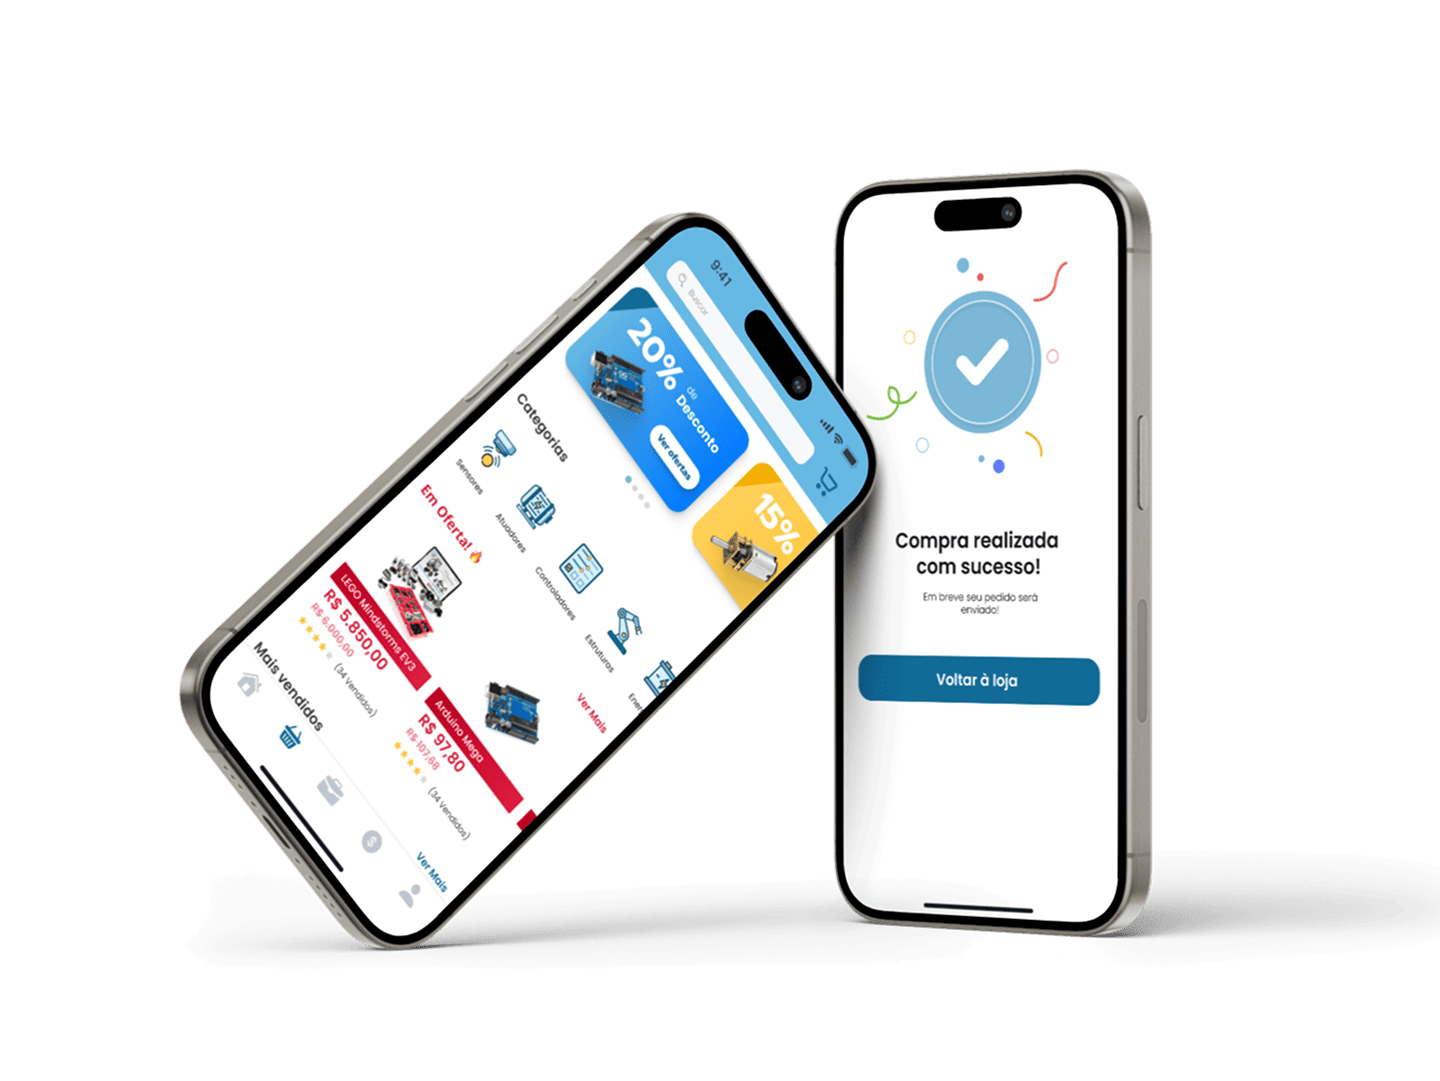 9:41
Buscar
20%
de
Desconto
Ver ofertas
15%
Categorias
Sensores
Atuadores
Controladores
Estruturas
Ener
Em Oferta! 🔥
Ver Mais
LEGO Mindstorms EV3
R$ 5.850,00
R$ 6.000,00
(34 Vendidos)
Arduino Mega
R$ 97,80
R$ 107,68
(34 Vendidos)
Mais vendidos
Ver Mais
$
Compra realizada
com sucesso!
Em breve seu pedido será
enviado!
Voltar à loja